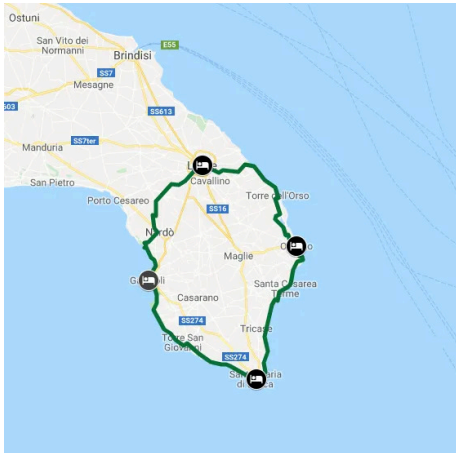 Ostuni
San Vito dei
Normanni
E55
Brindisi
SS7
Mesagne
603
SS613
SS7ter
Manduria
Cavallino
San Pietro
Torre dell'Orso
Porto Cesareo
SS16
Nardò
Maglie
Santa Cesarea
Terme
Casarano
SS274
Tricase
Torre San
Giovanni
SS274